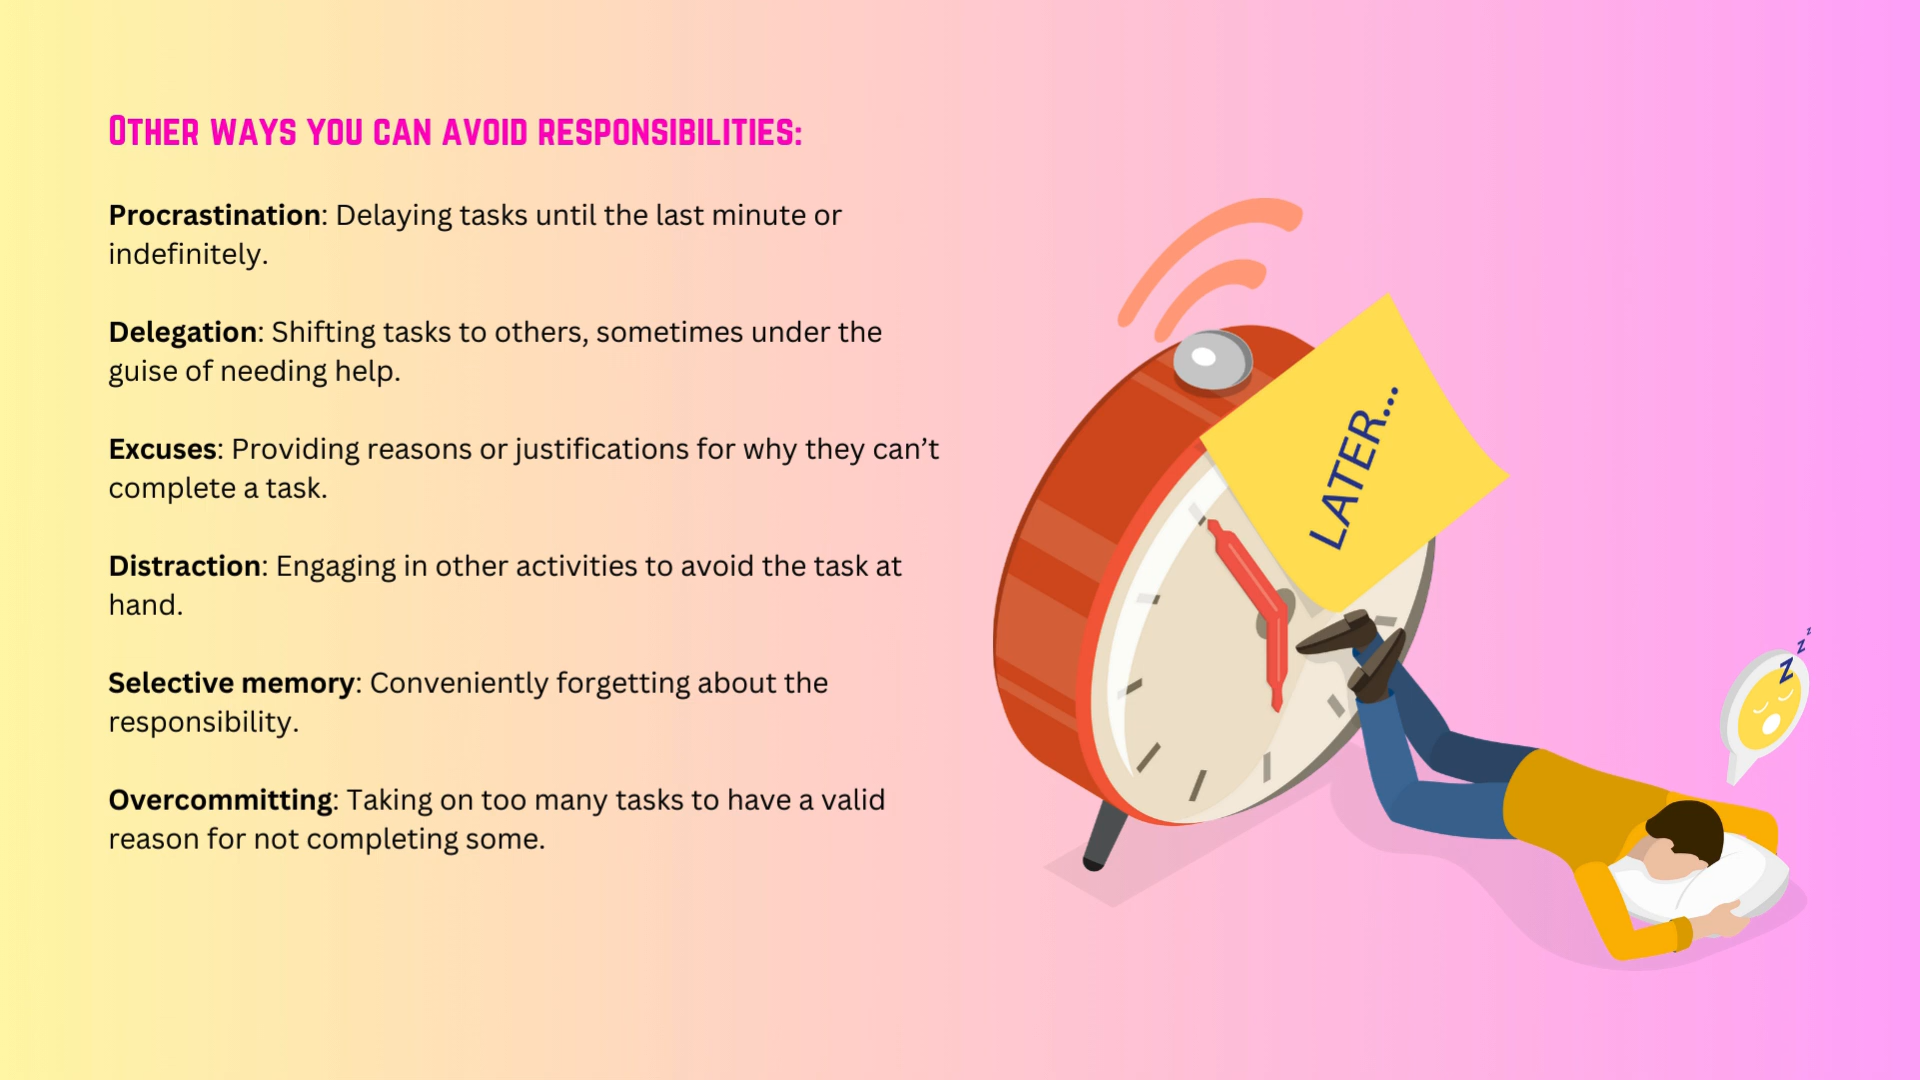 Other ways you can avoid responsibilities:
Procrastination: Delaying tasks until the last minute or
indefinitely.
Delegation: Shifting tasks to others, sometimes under the
guise of needing help.
Excuses: Providing reasons or justifications for why they can’t
complete a task.
Distraction: Engaging in other activities to avoid the task at
hand.
Selective memory: Conveniently forgetting about the
responsibility.
Overcommitting: Taking on too many tasks to have a valid
reason for not completing some.
LATER...
z z z